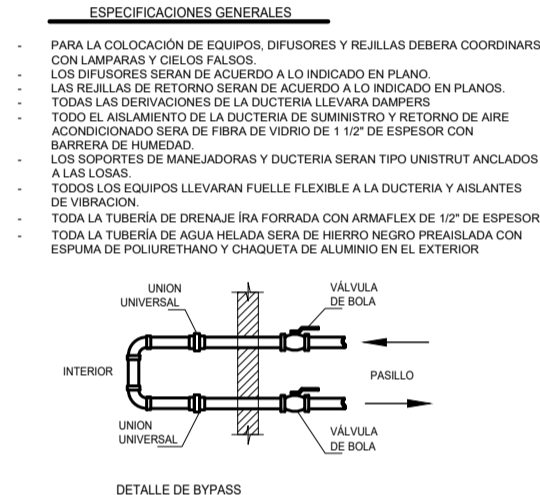 ESPECIFICACIONES GENERALES
- PARA LA COLOCACIÓN DE EQUIPOS, DIFUSORES Y REJILLAS DEBERA COORDINARS
CON LAMPARAS Y CIELOS FALSOS.
- LOS DIFUSORES SERAN DE ACUERDO A LO INDICADO EN PLANO.
- LAS REJILLAS DE RETORNO SERAN DE ACUERDO A LO INDICADO EN PLANOS.
- TODAS LAS DERIVACIONES DE LA DUCTERIA LLEVARA DAMPERS
- TODO EL AISLAMIENTO DE LA DUCTERIA DE SUMINISTRO Y RETORNO DE AIRE
ACONDICIONADO SERA DE FIBRA DE VIDRIO DE 1 1/2" DE ESPESOR CON
BARRERA DE HUMEDAD.
- LOS SOPORTES DE MANEJADORAS Y DUCTERIA SERAN TIPO UNISTRUT ANCLADOS
A LAS LOSAS.
- TODOS LOS EQUIPOS LLEVARAN FUELLE FLEXIBLE A LA DUCTERIA Y AISLANTES
DE VIBRACION.
- TODA LA TUBERÍA DE DRENAJE ÍRA FORRADA CON ARMAFLEX DE 1/2" DE ESPESOR
- TODA LA TUBERÍA DE AGUA HELADA SERA DE HIERRO NEGRO PREAISLADA CON
ESPUMA DE POLIURETHANO Y CHAQUETA DE ALUMINIO EN EL EXTERIOR
UNION
UNIVERSAL
VÁLVULA
DE BOLA
INTERIOR
PASILLO
UNION
UNIVERSAL
VÁLVULA
DE BOLA
DETALLE DE BYPASS